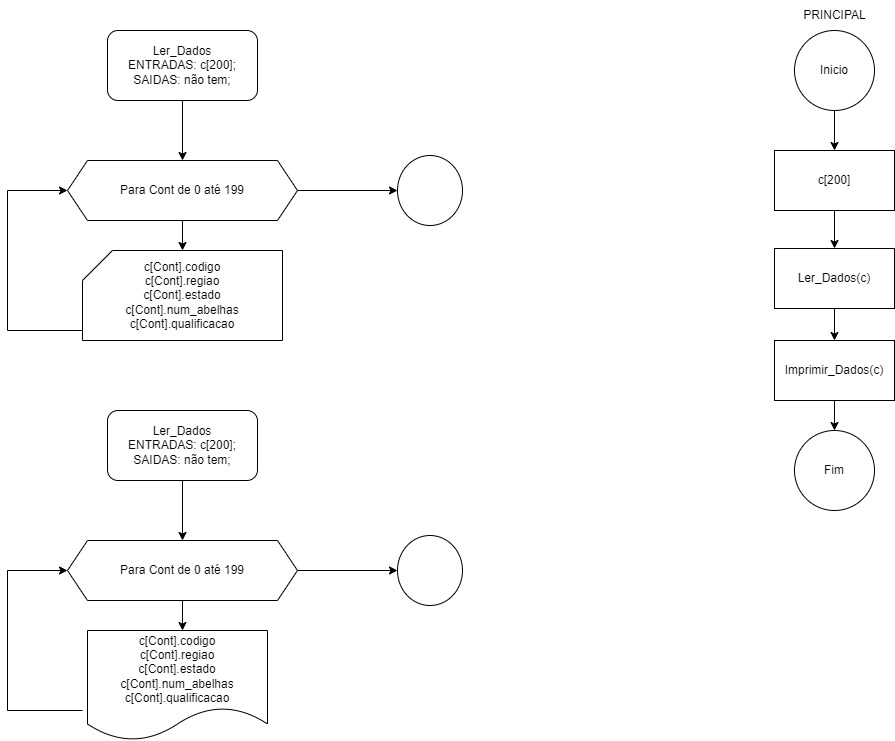 Ler_Dados
ENTRADAS: c[200];
SAIDAS: não tem;
Para Cont de 0 até 199
c[Cont].codigo
c[Cont].regiao
c[Cont].estado
c[Cont].num_abelhas
c[Cont].qualificacao
Ler_Dados
ENTRADAS: c[200];
SAIDAS: não tem;
Para Cont de 0 até 199
c[Cont].codigo
c[Cont].regiao
c[Cont].estado
c[Cont].num_abelhas
c[Cont].qualificacao
PRINCIPAL
Inicio
c[200]
Ler_Dados(c)
Imprimir_Dados(c)
Fim